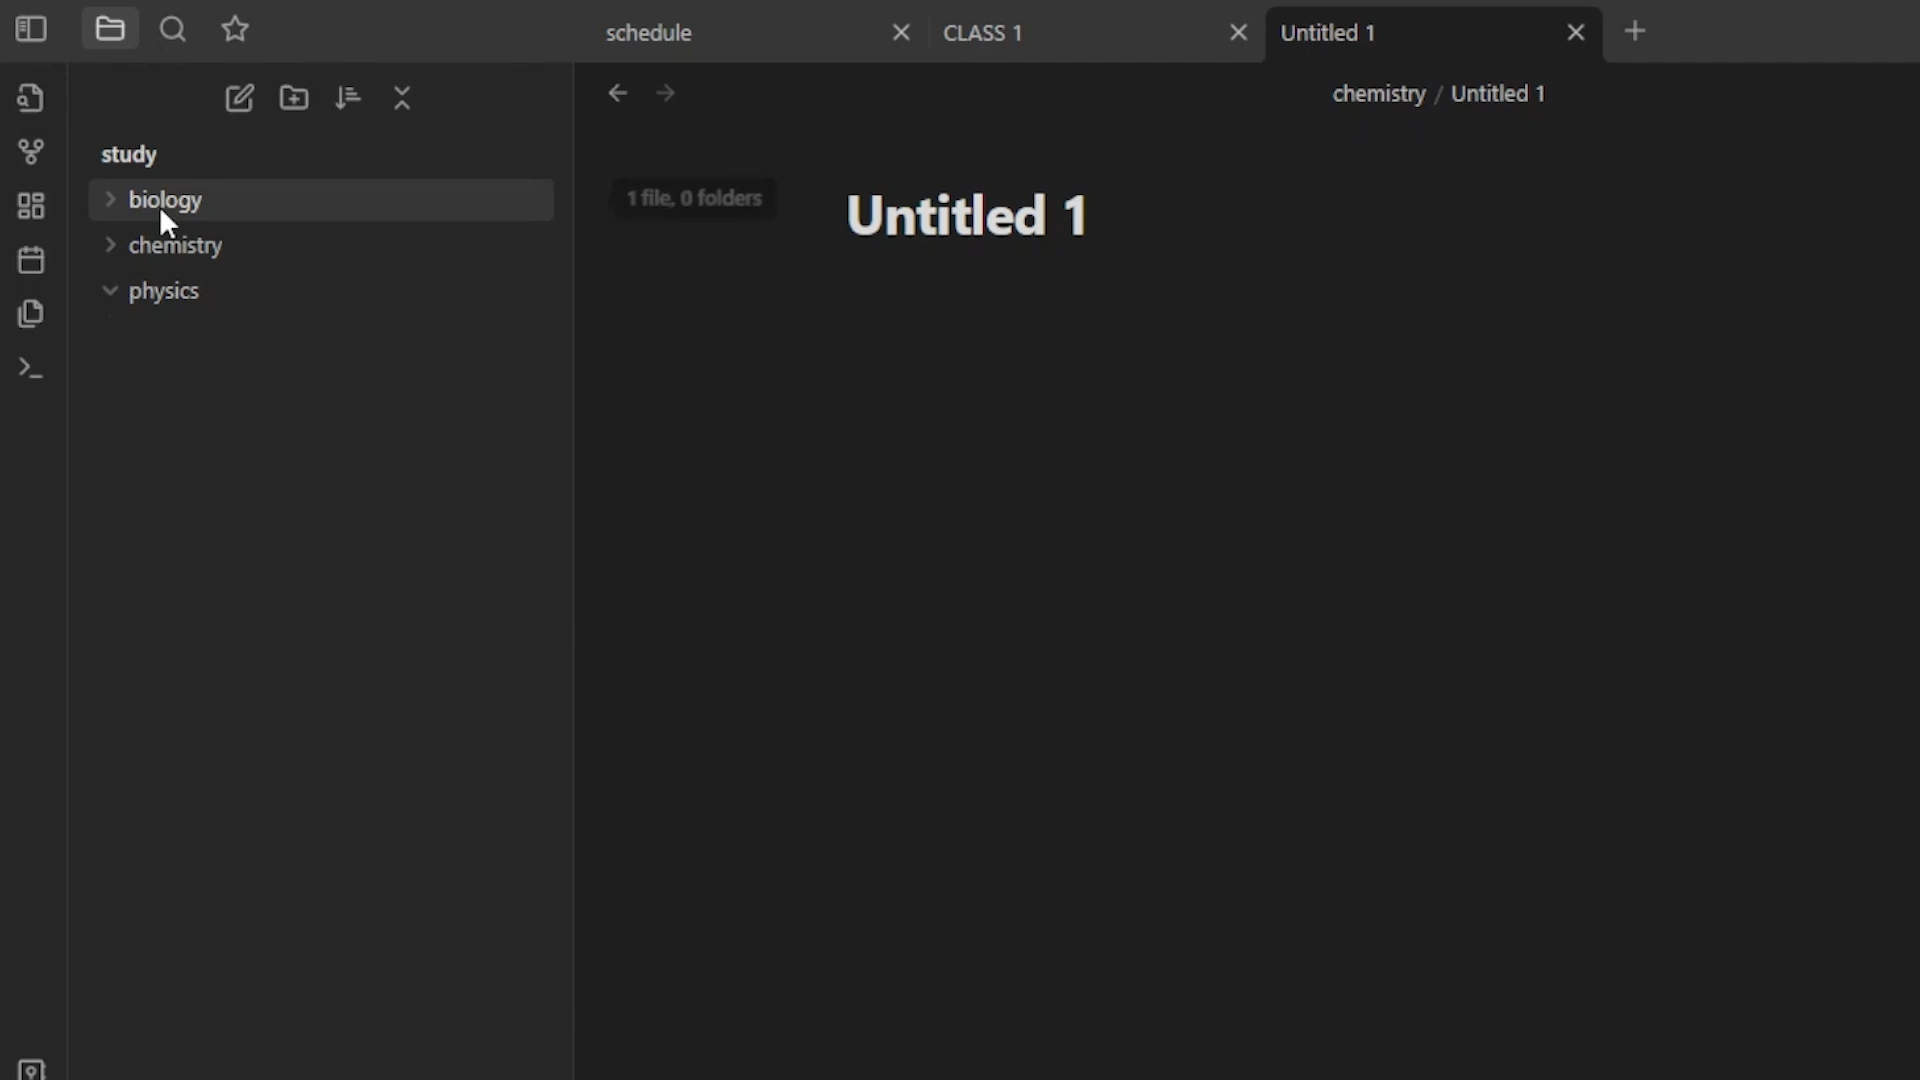 schedule
CLASS 1
Untitled 1
chemistry / Untitled 1
study
biology
chemistry
physics
1 file, 0 folders
Untitled 1